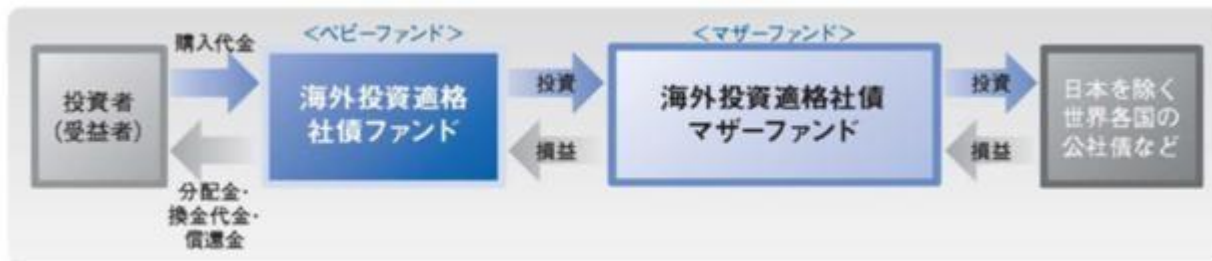 購入代金
<ベビーファンド>
<マザーファンド>
投資者
(受益者)
海外投資適格
社債ファンド
投資
海外投資適格社債
マザーファンド
投資
日本を除く
世界各国の
公社債など
損益
損益
分配金・
換金代金・
償還金